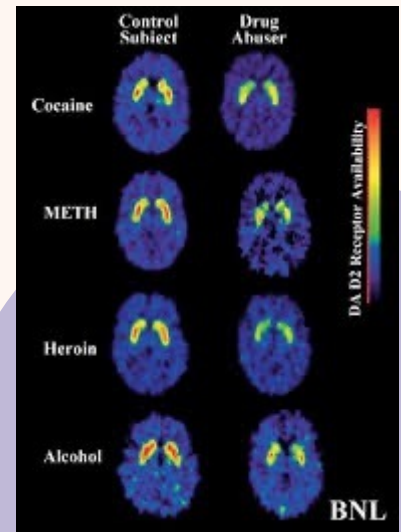 Control Subject
Drug Abuser
Cocaine
METH
Heroin
Alcohol
DA D2 Receptor Availability
BNL